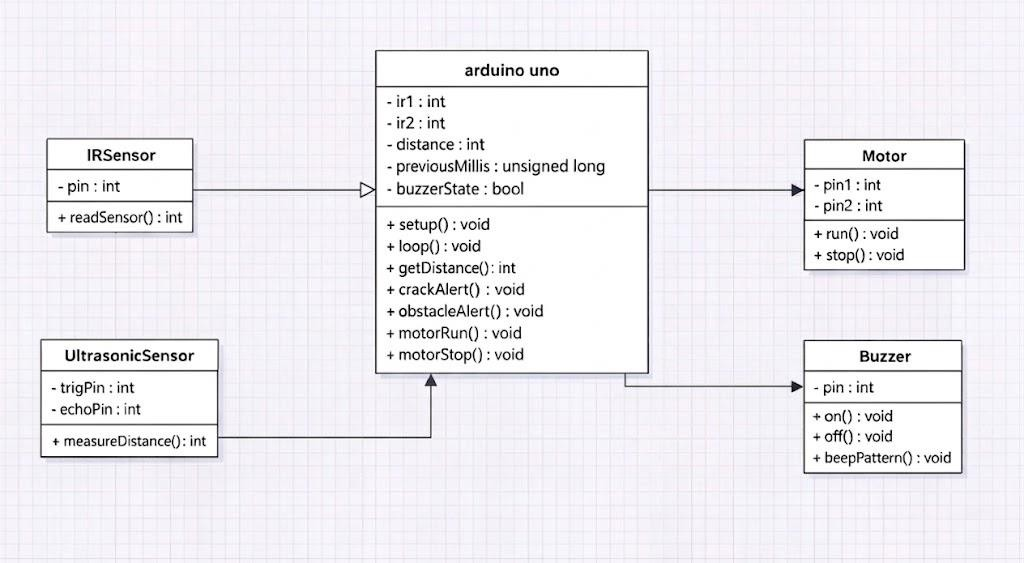 arduino uno
- ir1 : int
- ir2 : int
- distance : int
- previousMillis : unsigned long
- buzzerState : bool
+ setup() : void
+ loop() : void
+ getDistance(): int
+ crackAlert() : void
+ obstacleAlert() : void
+ motorRun() : void
+ motorStop() : void
IRSensor
- pin : int
+ readSensor() : int
UltrasonicSensor
- trigPin : int
- echoPin : int
+ measureDistance(): int
Motor
- pin1 : int
- pin2 : int
+ run() : void
+ stop() : void
Buzzer
- pin : int
+ on() : void
+ off() : void
+ beepPattern() : void